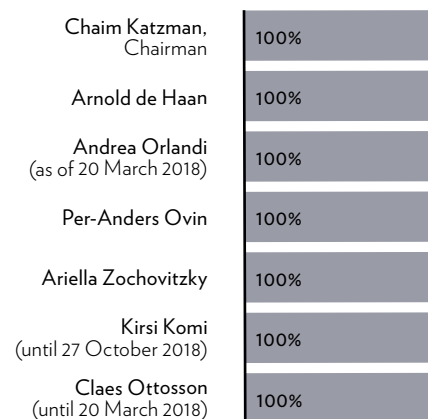 Chaim Katzman,
Chairman
100%
Arnold de Haan
100%
Andrea Orlandi
(as of 20 March 2018)
100%
Per-Anders Ovin
100%
Ariella Zochovitzky
100%
Kirsi Komi
(until 27 October 2018)
100%
Claes Ottosson
(until 20 March 2018)
100%